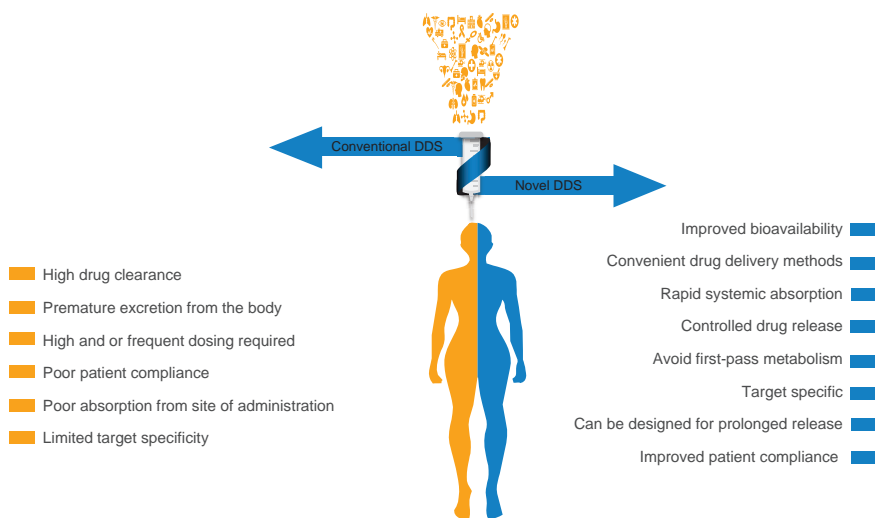 Conventional DDS
Novel DDS
High drug clearance
Premature excretion from the body
High and or frequent dosing required
Poor patient compliance
Poor absorption from site of administration
Limited target specificity
Improved bioavailability
Convenient drug delivery methods
Rapid systemic absorption
Controlled drug release
Avoid first-pass metabolism
Target specific
Can be designed for prolonged release
Improved patient compliance